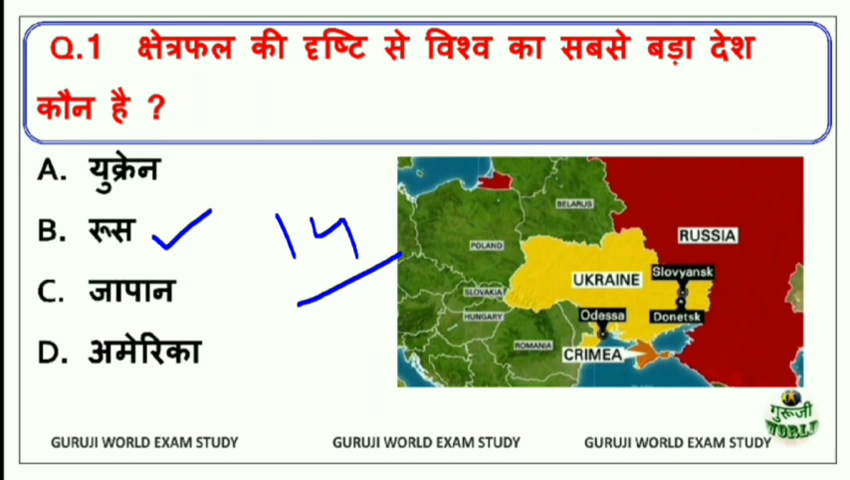 Q.1 क्षेत्रफल की दृष्टि से विश्व का सबसे बड़ा देश
कौन है ?
A. युक्रेन
B. रूस
C. जापान
D. अमेरिका
14
BELARUS
RUSSIA
POLAND
UKRAINE
Slovyansk
SLOVAKIA
HUNGARY
Odessa
Donetsk
ROMANIA
CRIMEA
गुरूजी
WORLD
GURUJI WORLD EXAM STUDY
GURUJI WORLD EXAM STUDY
GURUJI WORLD EXAM STUDY